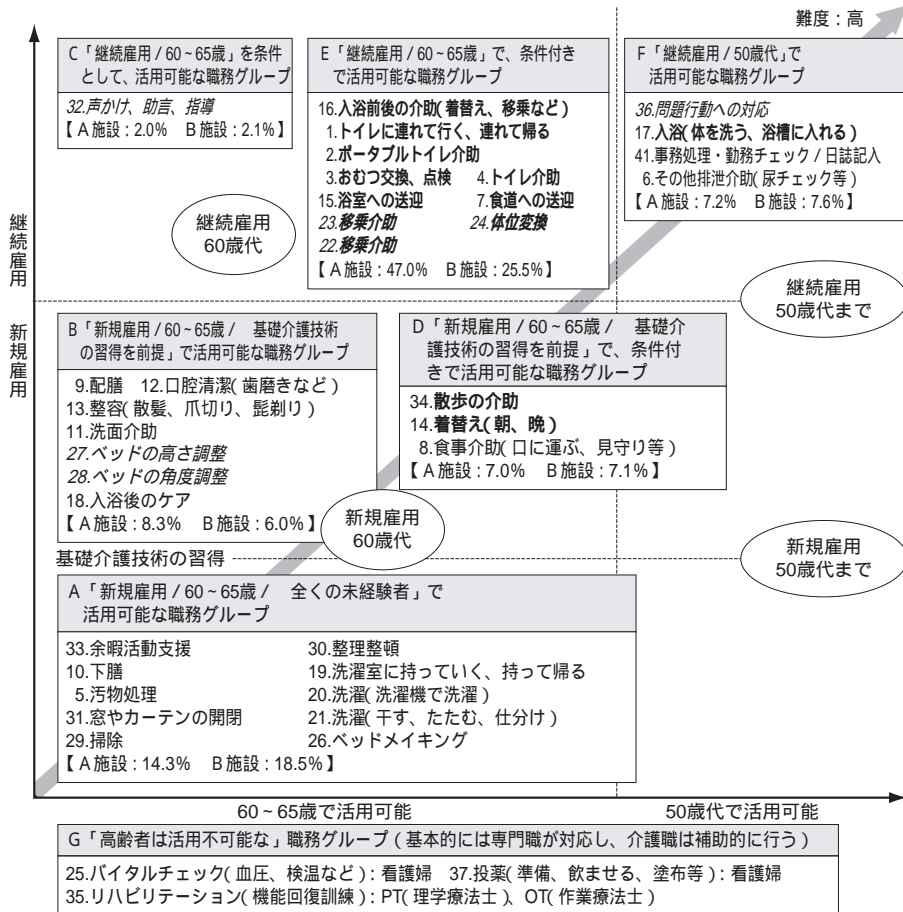 難度：高
C「継続雇用/60~65歳」を条件
として、活用可能な職務グループ
32.声かけ、助言、指導
【A施設：2.0%　B施設：2.1%】
E「継続雇用/60~65歳」で、条件付き
で活用可能な職務グループ
16.入浴前後の介助(着替え、移乗など)
1.トイレに連れて行く、連れて帰る
2.ポータブルトイレ介助
3.おむつ交換、点検　4.トイレ介助
15.浴室への送迎　7.食道への送迎
23.移乗介助　24.体位変換
22.移乗介助
【A施設：47.0%　B施設：25.5%】
F「継続雇用/50歳代」で
活用可能な職務グループ
36.問題行動への対応
17.入浴(体を洗う、浴槽に入れる)
41.事務処理・勤務チェック/日誌記入
6.その他排泄介助(尿チェック等)
【A施設：7.2%　B施設：7.6%】
継続雇用
60歳代
継続雇用
50歳代まで
継続雇用
新規雇用
B「新規雇用/60~65歳/　基礎介護技術
の習得を前提」で活用可能な職務グループ
9.配膳　12.口腔清潔(歯磨きなど)
13.整容(散髪、爪切り、髭剃り)
11.洗面介助
27.ベッドの高さ調整
28.ベッドの角度調整
18.入浴後のケア
【A施設：8.3%　B施設：6.0%】
D「新規雇用/60~65歳/　基礎介
護技術の習得を前提」で、条件付
きで活用可能な職務グループ
34.散歩の介助
14.着替え(朝、晩)
8.食事介助(口に運ぶ、見守り等)
【A施設：7.0%　B施設：7.1%】
新規雇用
60歳代
新規雇用
50歳代まで
基礎介護技術の習得
A「新規雇用/60~65歳/　全くの未経験者」で
活用可能な職務グループ
33.余暇活動支援　30.整理整頓
10.下膳　19.洗濯室に持っていく、持って帰る
5.汚物処理　20.洗濯(洗濯機で洗濯)
31.窓やカーテンの開閉　21.洗濯(干す、たたむ、仕分け)
29.掃除　26.ベッドメイキング
【A施設：14.3%　B施設：18.5%】
60~65歳で活用可能　50歳代で活用可能
G「高齢者は活用不可能な」職務グループ(基本的には専門職が対応し、介護職は補助的に行う)
25.バイタルチェック(血圧、検温など)：看護婦　37.投薬(準備、飲ませる、塗布等)：看護婦
35.リハビリテーション(機能回復訓練)：PT(理学療法士)、OT(作業療法士)